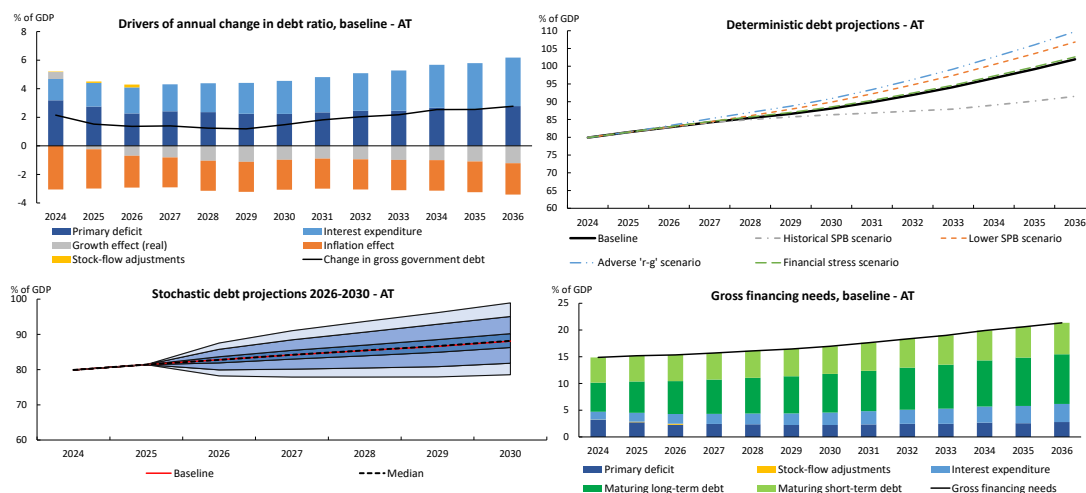 Drivers of annual change in debt ratio, baseline - AT
% of GDP
8
6
4
2
0
-2
-4
2024 2025 2026 2027 2028 2029 2030 2031 2032 2033 2034 2035 2036
Primary deficit Interest expenditure
Growth effect (real) Inflation effect
Stock-flow adjustments Change in gross government debt
Deterministic debt projections - AT
% of GDP
110
105
100
95
90
85
80
75
70
65
60
2024 2025 2026 2027 2028 2029 2030 2031 2032 2033 2034 2035 2036
Baseline Historical SPB scenario Lower SPB scenario
Adverse 'r-g' scenario Financial stress scenario
Stochastic debt projections 2026-2030 - AT
% of GDP
100
90
80
70
60
2024 2025 2026 2027 2028 2029 2030
Baseline Median
Gross financing needs, baseline - AT
% of GDP
25
20
15
10
5
0
2024 2025 2026 2027 2028 2029 2030 2031 2032 2033 2034 2035 2036
Primary deficit Stock-flow adjustments Interest expenditure
Maturing long-term debt Maturing short-term debt Gross financing needs